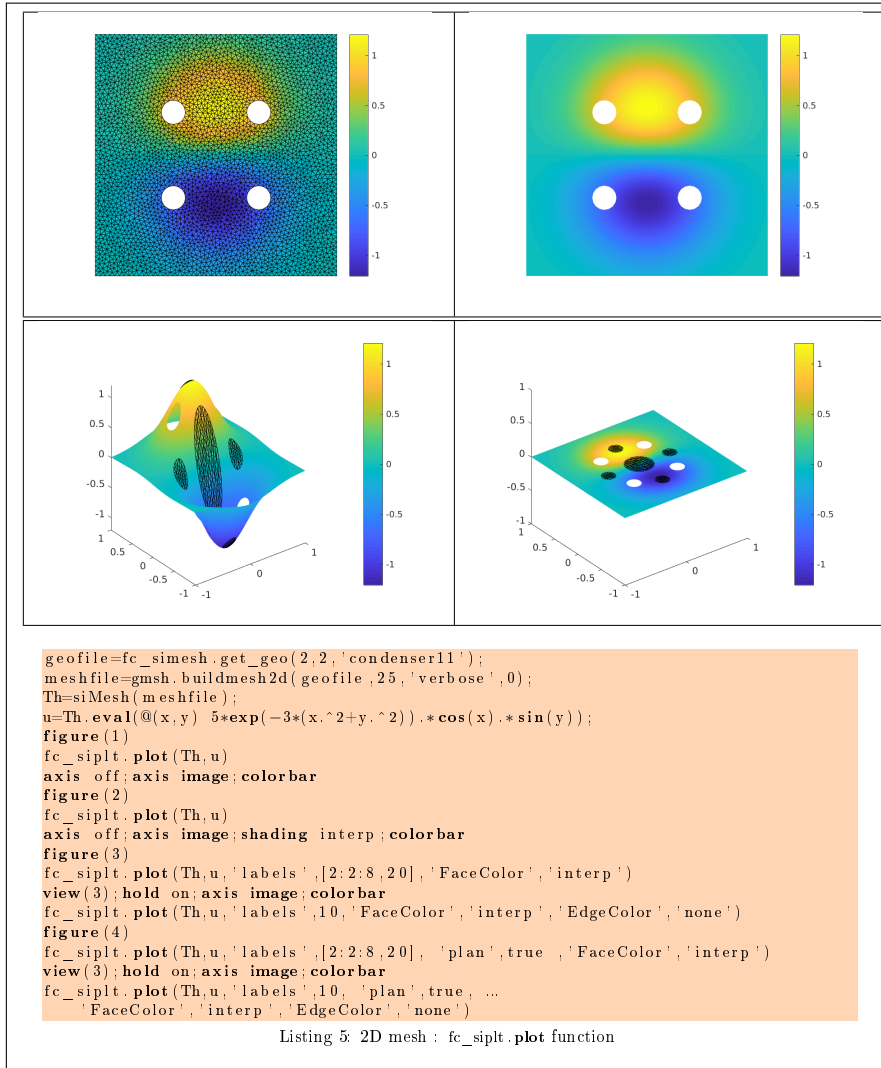 1
0.5
0
-0.5
-1
1
0.5
0
-0.5
-1
1
0.5
0
-0.5
-1
1
0.5
0
-0.5
-1
-1
0
1
1
0.5
0
-0.5
-1
1
0.5
0
-0.5
-1
1
0.5
0
-0.5
-1
-1
0
1
1
0.5
0
-0.5
-1
geofile=fc_simesh.get_geo(2,2,'condenser11');
meshfile=gmsh.buildmesh2d(geofile,25,'verbose',0);
Th=siMesh(meshfile);
u=Th.eval(@(x,y) 5*exp(-3*(x.^2+y.^2)).*cos(x).*sin(y));
figure(1)
fc_siplt.plot(Th,u)
axis off;axis image;colorbar
figure(2)
fc_siplt.plot(Th,u)
axis off;axis image;shading interp;colorbar
figure(3)
fc_siplt.plot(Th,u,'labels',[2:2:8,20],'FaceColor','interp')
view(3);hold on;axis image;colorbar
fc_siplt.plot(Th,u,'labels',10,'FaceColor','interp','EdgeColor','none')
figure(4)
fc_siplt.plot(Th,u,'labels',[2:2:8,20], 'plan',true ,'FaceColor','interp')
view(3);hold on;axis image;colorbar
fc_siplt.plot(Th,u,'labels',10, 'plan',true, ...
'FaceColor','interp','EdgeColor','none')
Listing 5: 2D mesh : fc_siplt.plot function